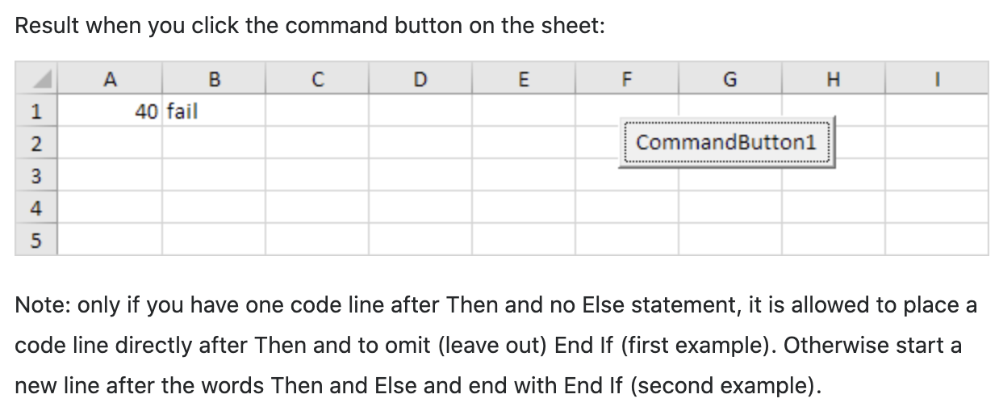 Result when you click the command button on the sheet:
A B C D E F G H I
1 40 fail
2 CommandButton1
3
4
5
Note: only if you have one code line after Then and no Else statement, it is allowed to place a
code line directly after Then and to omit (leave out) End If (first example). Otherwise start a
new line after the words Then and Else and end with End If (second example).